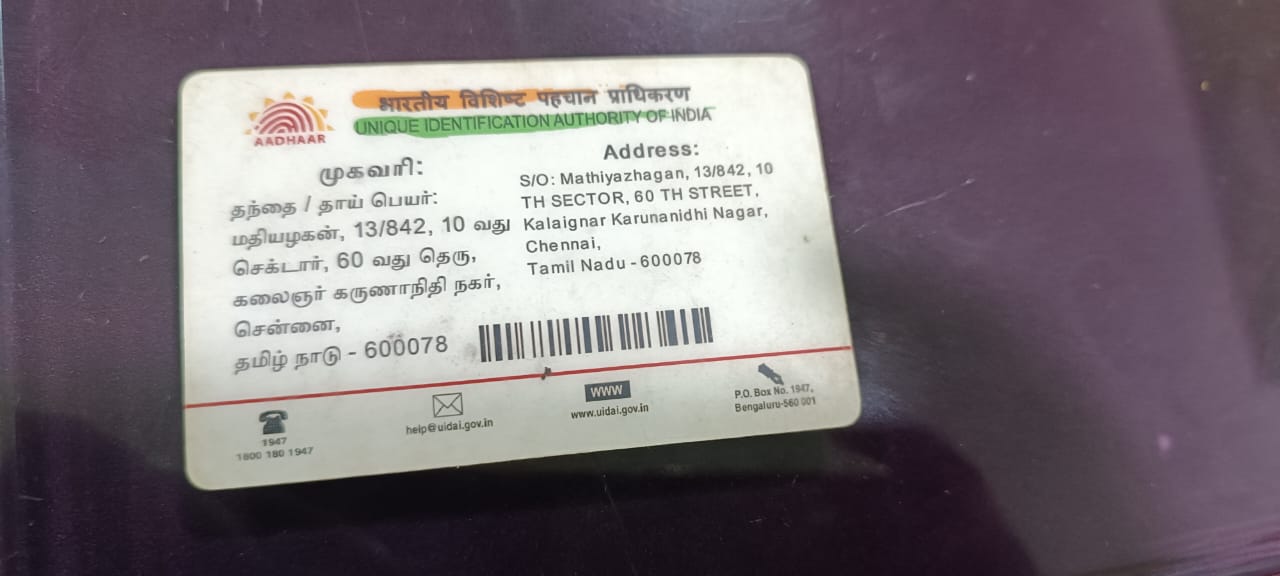 भारतीय विशिष्ट पहचान प्राधिकरण
UNIQUE IDENTIFICATION AUTHORITY OF INDIA
AADHAAR
முகவரி:
தந்தை / தாய் பெயர்:
மதியழகன், 13/842, 10 வது
செக்டார், 60 வது தெரு,
கலைஞர் கருணாநிதி நகர்,
சென்னை,
தமிழ் நாடு - 600078
Address:
S/O: Mathiyazhagan, 13/842, 10
TH SECTOR, 60 TH STREET,
Kalaignar Karunanidhi Nagar,
Chennai,
Tamil Nadu - 600078
1947
1800 180 1947
help@uidai.gov.in
WWW
www.uidai.gov.in
P.O. Box No. 1947,
Bengaluru-560 001